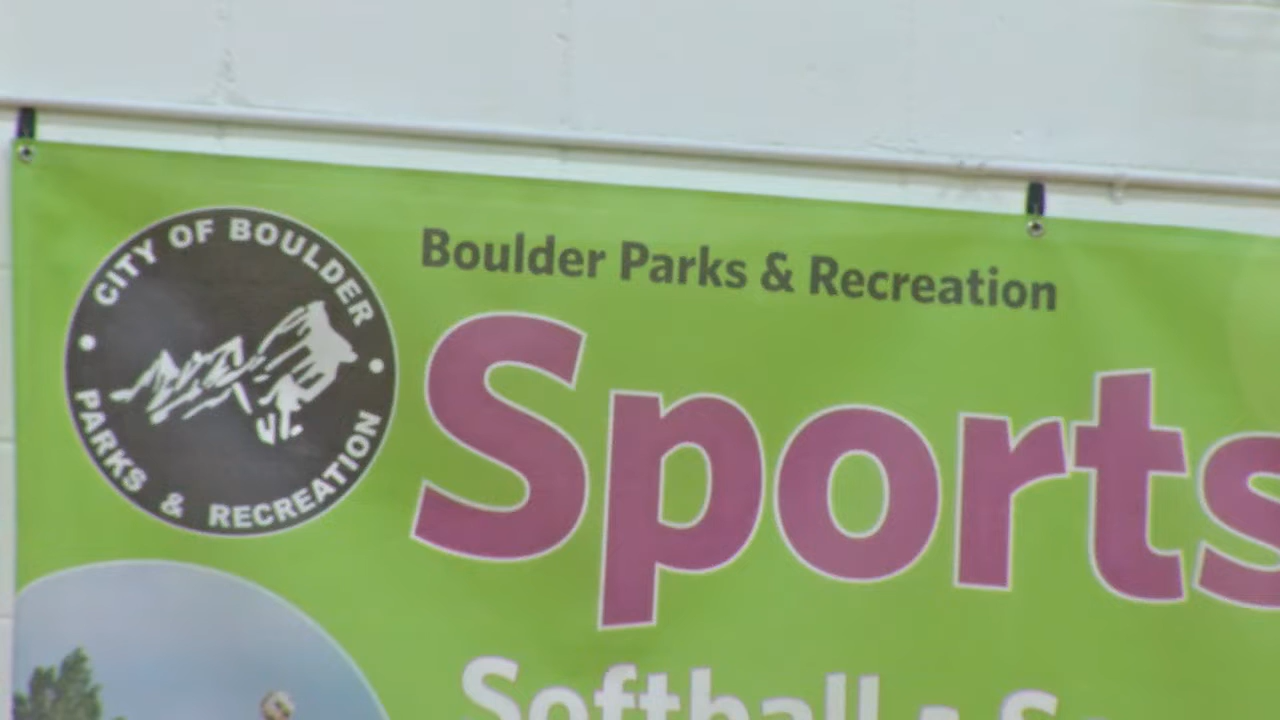 CITY OF BOULDER
PARKS & RECREATION
Boulder Parks & Recreation
Sports
Softball